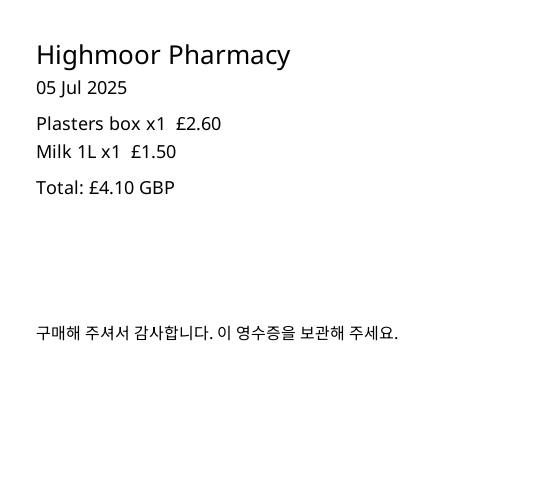 Highmoor Pharmacy
05 Jul 2025
Plasters box x1  £2.60
Milk 1L x1  £1.50
Total: £4.10 GBP
구매해 주셔서 감사합니다. 이 영수증을 보관해 주세요.